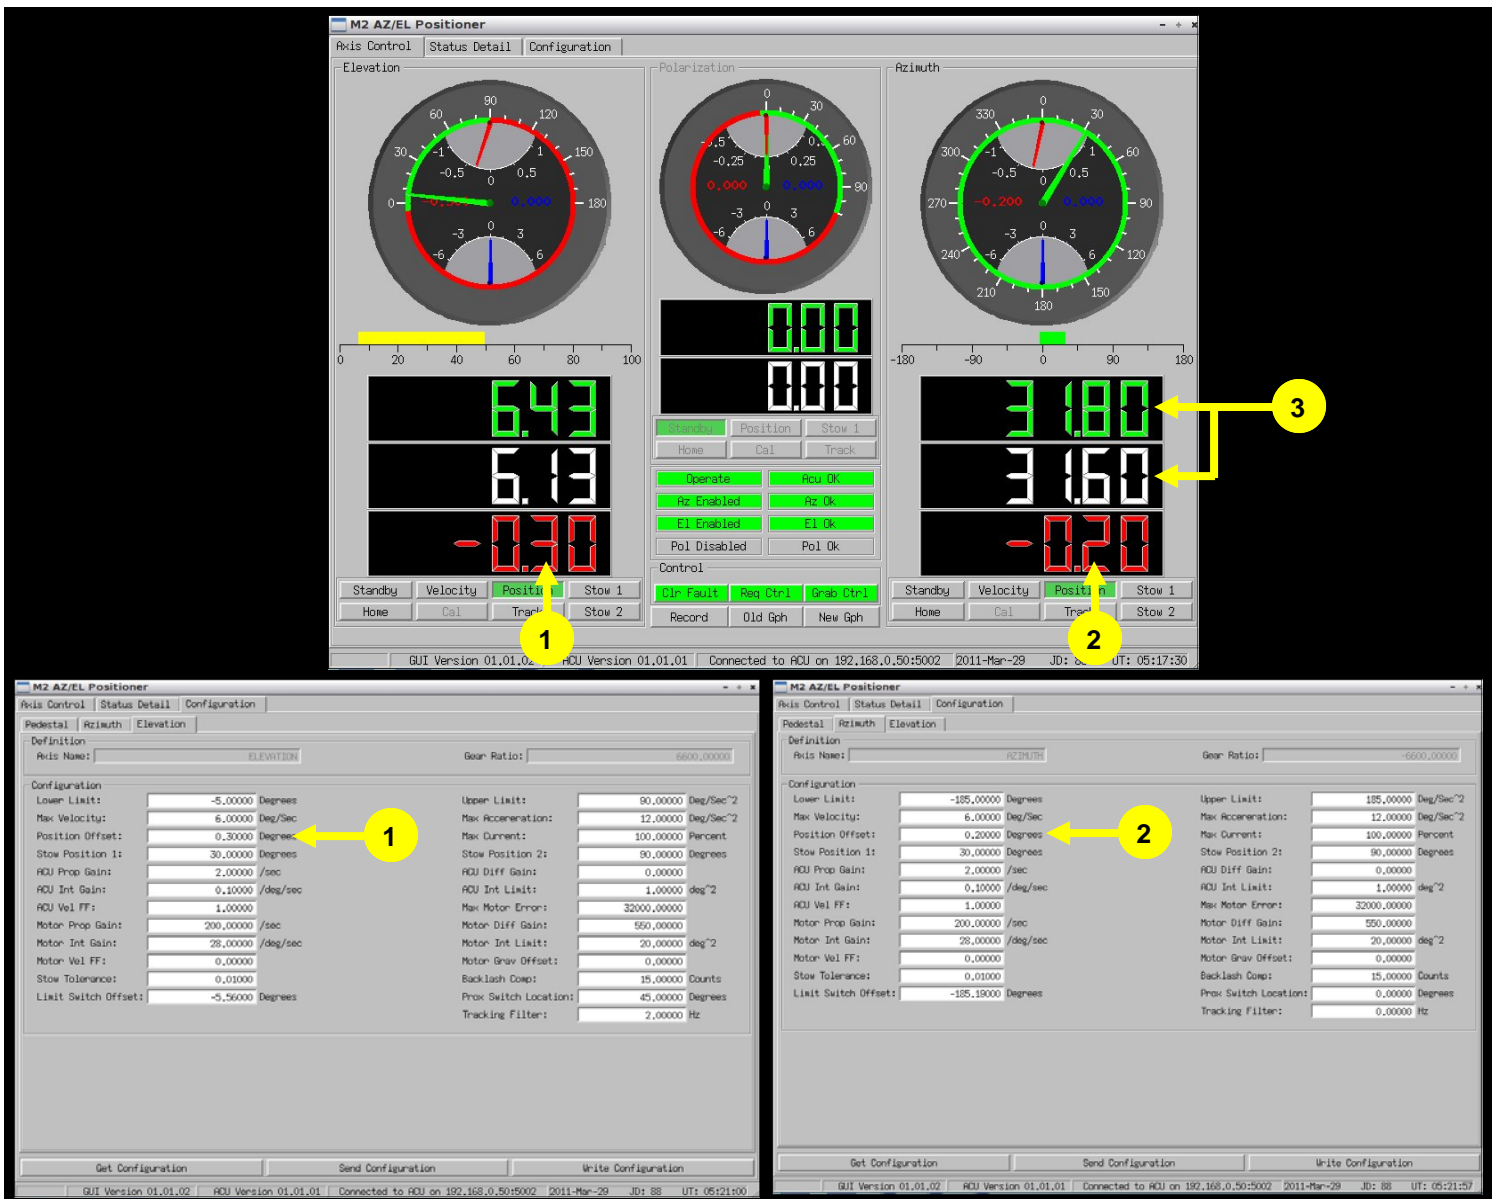 M2 AZ/EL Positioner
Axis Control Status Detail Configuration
Elevation
90
60 120
30 150
0 180
-1 1
-0.5 0 0.5
0.000
-3 0 3
-6 6
0 20 40 60 80 100
6.43
6.13
-0.30
Standby Velocity Position Stow 1
Home Cal Track Stow 2
1
Polarization
0
30
60
90
-0.25 0.25
0.000 0.000
-3 0 3
-6 6
0.00
0.00
Standby Position Stow 1
Home Cal Track
Operate Acu OK
Az Enabled Az Ok
El Enabled El Ok
Pol Disabled Pol Ok
Control
Clr Fault Req Ctrl Grab Ctrl
Record Old Gph New Gph
Azimuth
0
330 30
300 60
270 90
240 120
210 150
180
-1 1
-0.5 0 0.5
-0.200 0.000
-3 0 3
-6 6
-180 -90 0 90 180
31.80
31.60
-0.20
3
Standby Velocity Position Stow 1
Home Cal Track Stow 2
2
GUI Version 01.01.02 ACU Version 01.01.01 Connected to ACU on 192.168.0.50:5002 2011-Mar-29 JD: UT: 05:17:30
M2 AZ/EL Positioner
Axis Control Status Detail Configuration
Pedestal Azimuth Elevation
Definition
Axis Name: ELEVATION Gear Ratio: 6600.00000
Configuration
Lower Limit: -5.00000 Degrees Upper Limit: 90.00000 Deg/Sec^2
Max Velocity: 6.00000 Deg/Sec Max Accereration: 12.00000 Deg/Sec^2
Position Offset: 0.30000 Degrees Max Current: 100.00000 Percent
1
Stow Position 1: 30.00000 Degrees Stow Position 2: 90.00000 Degrees
ACU Prop Gain: 2.00000 /sec ACU Diff Gain: 0.00000
ACU Int Gain: 0.10000 /deg/sec ACU Int Limit: 1.00000 deg^2
ACU Vel FF: 1.00000 Max Motor Error: 32000.00000
Motor Prop Gain: 200.00000 /sec Motor Diff Gain: 550.00000
Motor Int Gain: 28.00000 /deg/sec Motor Int Limit: 20.00000 deg^2
Motor Vel FF: 0.00000 Motor Grav Offset: 0.00000
Stow Tolerance: 0.01000 Backlash Comp: 15.00000 Counts
Limit Switch Offset: -5.56000 Degrees Prox Switch Location: 45.00000 Degrees
Tracking Filter: 2.00000 Hz
Get Configuration Send Configuration Write Configuration
GUI Version 01.01.02 ACU Version 01.01.01 Connected to ACU on 192.168.0.50:5002 2011-Mar-29 JD: 88 UT: 05:21:00
M2 AZ/EL Positioner
Axis Control Status Detail Configuration
Pedestal Azimuth Elevation
Definition
Axis Name: AZIMUTH Gear Ratio: -6600.00000
Configuration
Lower Limit: -185.00000 Degrees Upper Limit: 185.00000 Deg/Sec^2
Max Velocity: 6.00000 Deg/Sec Max Accereration: 12.00000 Deg/Sec^2
Position Offset: 0.20000 Degrees Max Current: 100.00000 Percent
2
Stow Position 1: 30.00000 Degrees Stow Position 2: 90.00000 Degrees
ACU Prop Gain: 2.00000 /sec ACU Diff Gain: 0.00000
ACU Int Gain: 0.10000 /deg/sec ACU Int Limit: 1.00000 deg^2
ACU Vel FF: 1.00000 Max Motor Error: 32000.00000
Motor Prop Gain: 200.00000 /sec Motor Diff Gain: 550.00000
Motor Int Gain: 28.00000 /deg/sec Motor Int Limit: 20.00000 deg^2
Motor Vel FF: 0.00000 Motor Grav Offset: 0.00000
Stow Tolerance: 0.01000 Backlash Comp: 15.00000 Counts
Limit Switch Offset: -185.19000 Degrees Prox Switch Location: 0.00000 Degrees
Tracking Filter: 0.00000 Hz
Get Configuration Send Configuration Write Configuration
GUI Version 01.01.02 ACU Version 01.01.01 Connected to ACU on 192.168.0.50:5002 2011-Mar-29 JD: 88 UT: 05:21:57